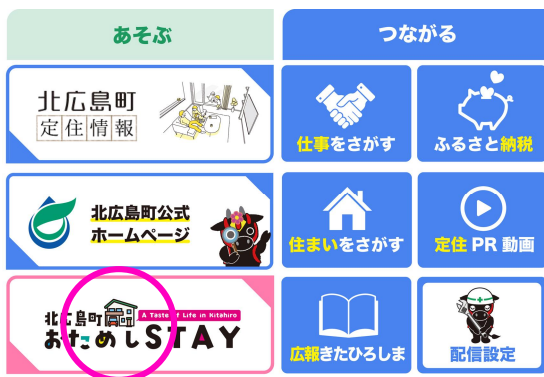 あそぶ
つながる
北広島町
定住情報
仕事をさがす
ふるさと納税
北広島町公式
ホームページ
住まいをさがす
定住PR動画
北広島町
A Taste of Life in Kitahiro
おためしSTAY
広報きたひろしま
配信設定